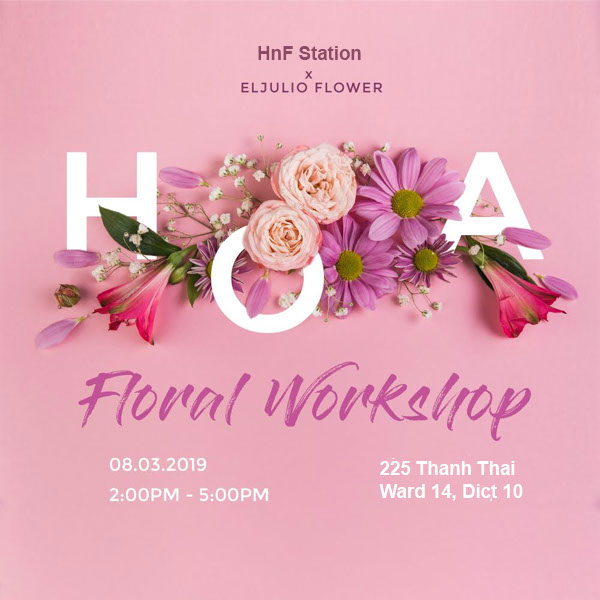 HnF Station
x
ELJULIO FLOWER
HOA
Floral Workshop
08.03.2019
2:00PM - 5:00PM
225 Thanh Thai
Ward 14, Dict 10